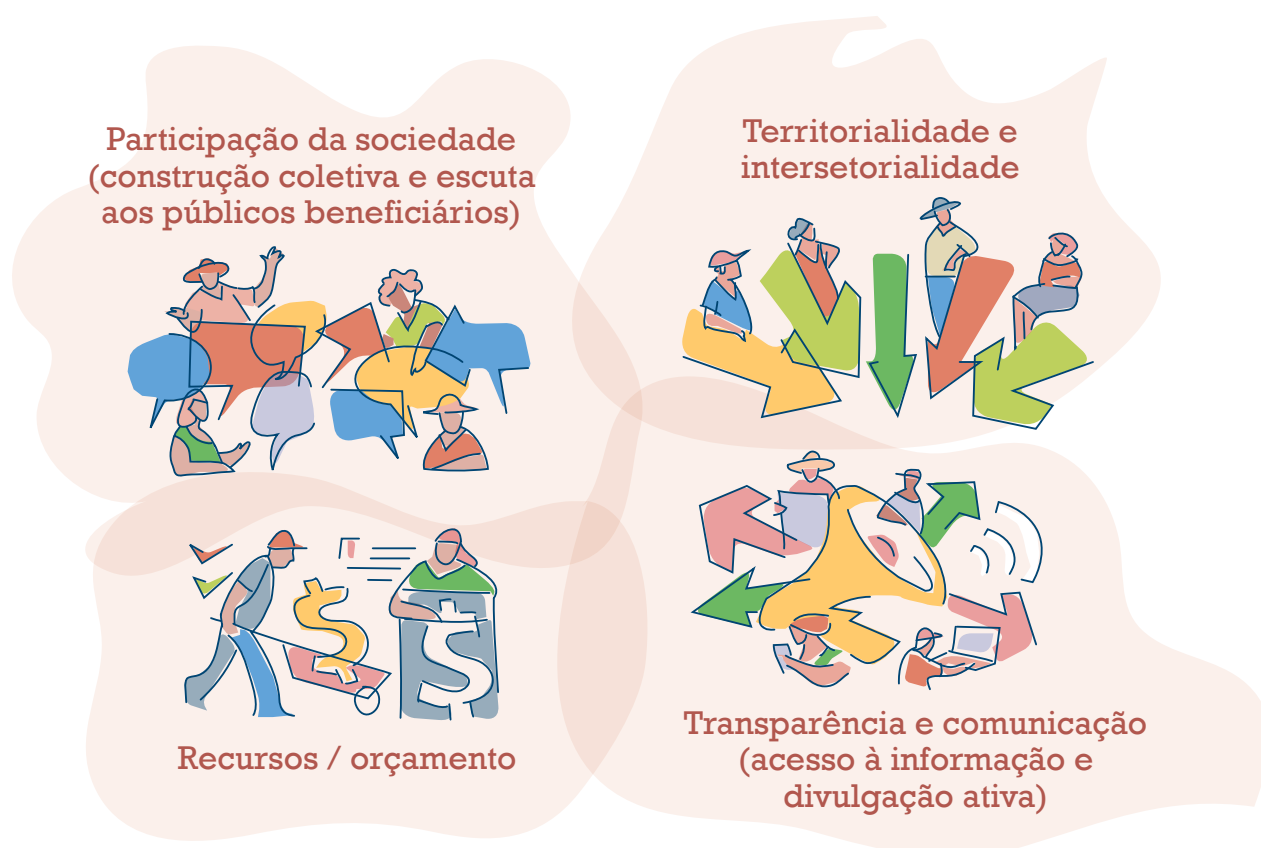 Participação da sociedade
(construção coletiva e escuta
aos públicos beneficiários)
Territorialidade e
intersetorialidade
$
$
Recursos / orçamento
Transparência e comunicação
(acesso à informação e
divulgação ativa)